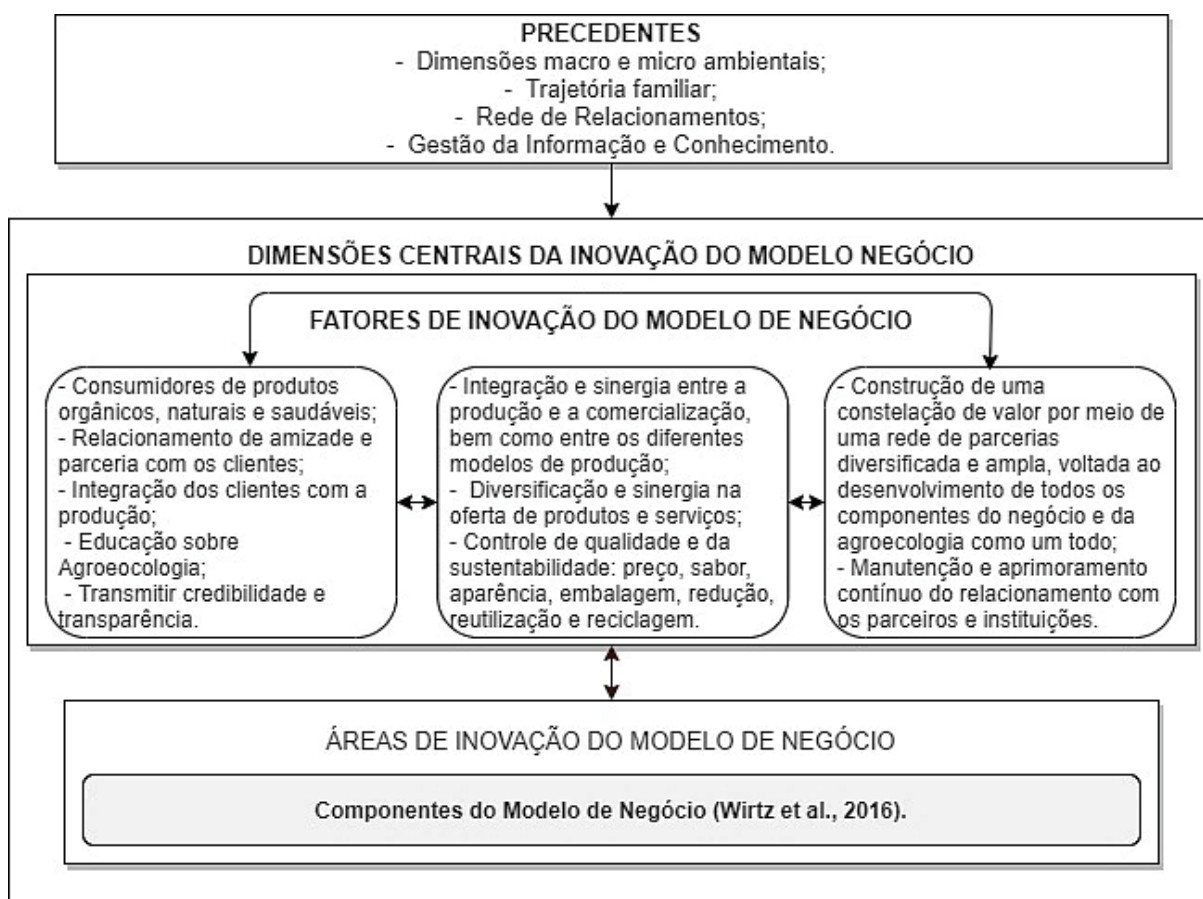 PRECEDENTES
- Dimensões macro e micro ambientais;
- Trajetória familiar;
- Rede de Relacionamentos;
- Gestão da Informação e Conhecimento.
DIMENSÕES CENTRAIS DA INOVAÇÃO DO MODELO NEGÓCIO
FATORES DE INOVAÇÃO DO MODELO DE NEGÓCIO
- Consumidores de produtos
orgânicos, naturais e saudáveis;
- Relacionamento de amizade e
parceria com os clientes;
- Integração dos clientes com a
produção;
- Educação sobre
Agroeocologia;
- Transmitir credibilidade e
transparência.
- Integração e sinergia entre a
produção e a comercialização,
bem como entre os diferentes
modelos de produção;
- Diversificação e sinergia na
oferta de produtos e serviços;
- Controle de qualidade e da
sustentabilidade: preço, sabor,
aparência, embalagem, redução,
reutilização e reciclagem.
- Construção de uma
constelação de valor por meio de
uma rede de parcerias
diversificada e ampla, voltada ao
desenvolvimento de todos os
componentes do negócio e da
agroecologia como um todo;
- Manutenção e aprimoramento
contínuo do relacionamento com
os parceiros e instituições.
ÁREAS DE INOVAÇÃO DO MODELO DE NEGÓCIO
Componentes do Modelo de Negócio (Wirtz et al., 2016).